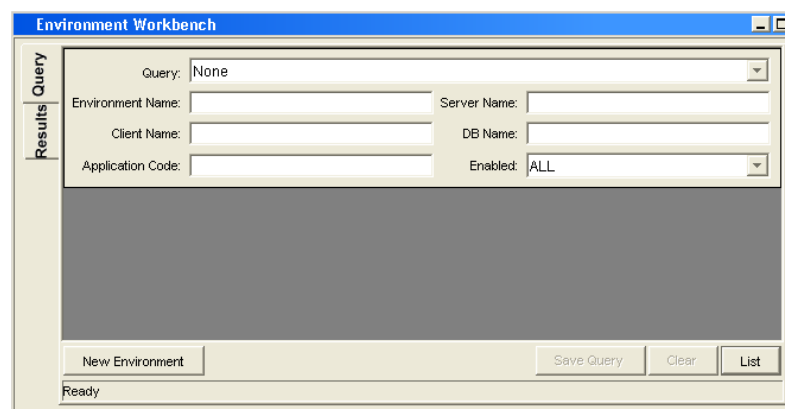 Environment Workbench
Query
Results
Query: None
Environment Name: Server Name:
Client Name: DB Name:
Application Code: Enabled: ALL
New Environment Save Query Clear List
Ready